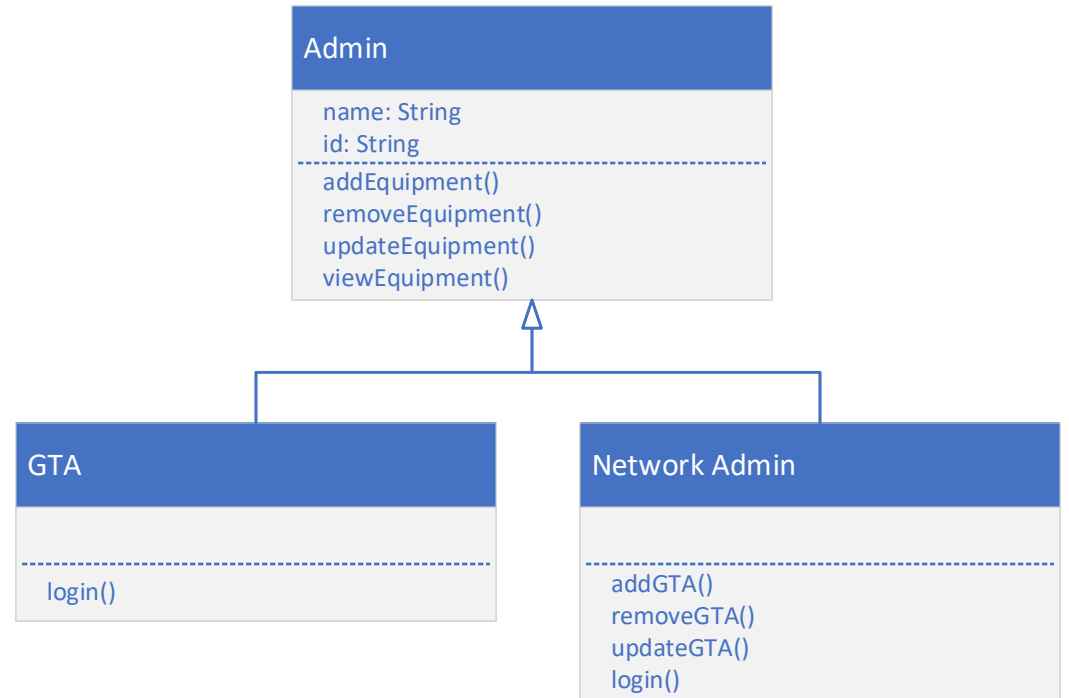 Admin
name: String
id: String
addEquipment()
removeEquipment()
updateEquipment()
viewEquipment()
GTA
login()
Network Admin
addGTA()
removeGTA()
updateGTA()
login()